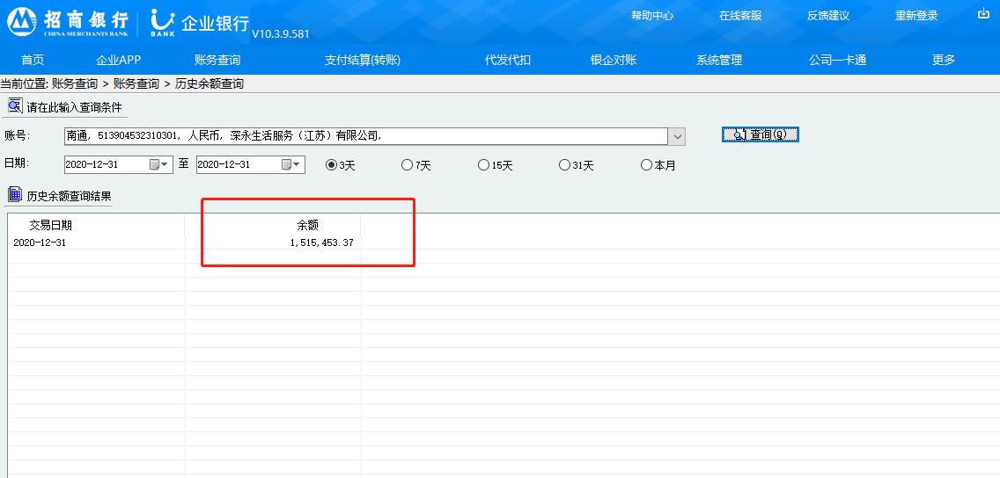 招商银行 CHINA MERCHANTS BANK U BANK 企业银行 V10.3.9.581
帮助中心 在线客服 反馈建议 重新登录
首页 企业APP 账务查询 支付结算(转账) 代发代扣 银企对账 系统管理 公司一卡通 更多
当前位置: 账务查询 > 账务查询 > 历史余额查询
请在此输入查询条件
账号: 南通, 513904532310301, 人民币, 深永生活服务（江苏）有限公司, 查询(Q)
日期: 2020-12-31 至 2020-12-31 3天 7天 15天 31天 本月
历史余额查询结果
交易日期 余额
2020-12-31 1,515,453.37